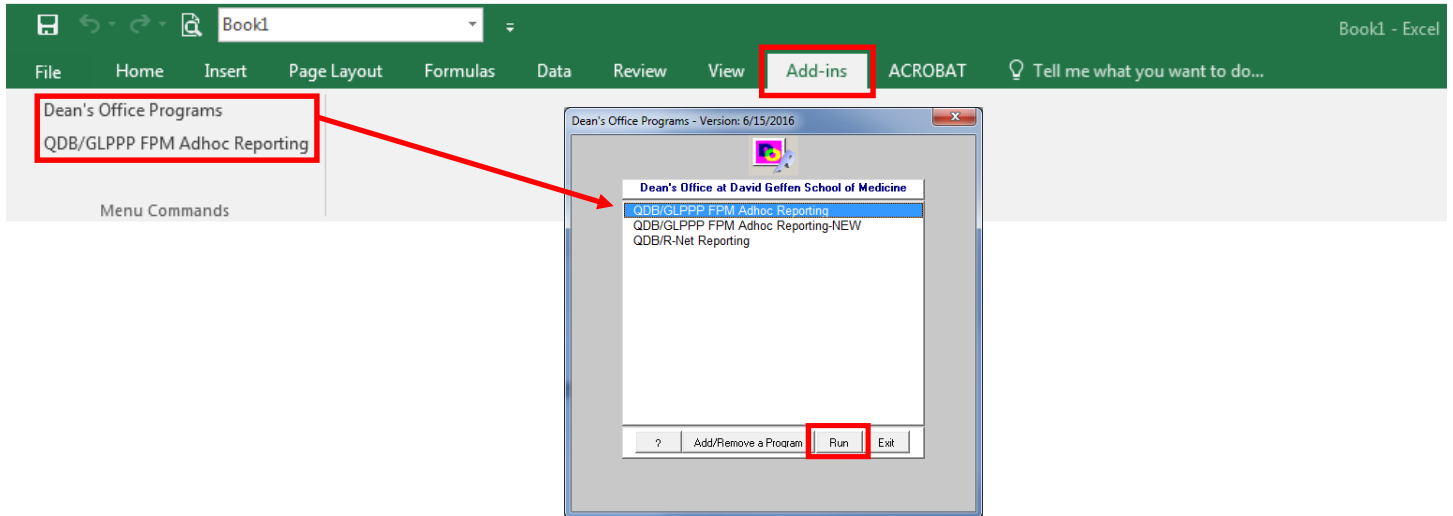 Book1
Book1 - Excel
File Home Insert Page Layout Formulas Data Review View Add-ins ACROBAT Tell me what you want to do...
Dean's Office Programs
QDB/GLPPP FPM Adhoc Reporting
Menu Commands
Dean's Office Programs - Version: 6/15/2016
Dean's Office at David Geffen School of Medicine
QDB/GLPPP FPM Adhoc Reporting
QDB/GLPPP FPM Adhoc Reporting-NEW
QDB/R-Net Reporting
? Add/Remove a Program Run Exit